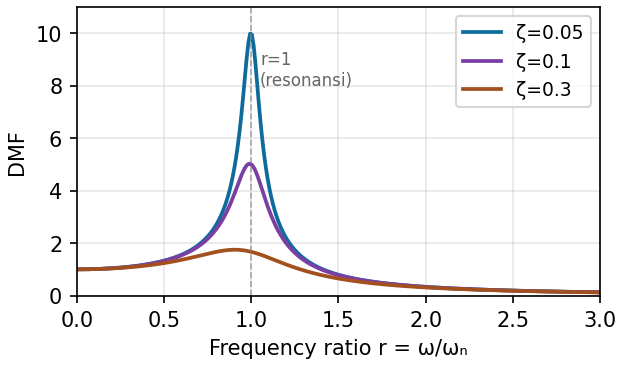 ζ=0.05
ζ=0.1
ζ=0.3
r=1
(resonansi)
DMF
10
8
6
4
2
0
0.0 0.5 1.0 1.5 2.0 2.5 3.0
Frequency ratio r = ω/ωₙ